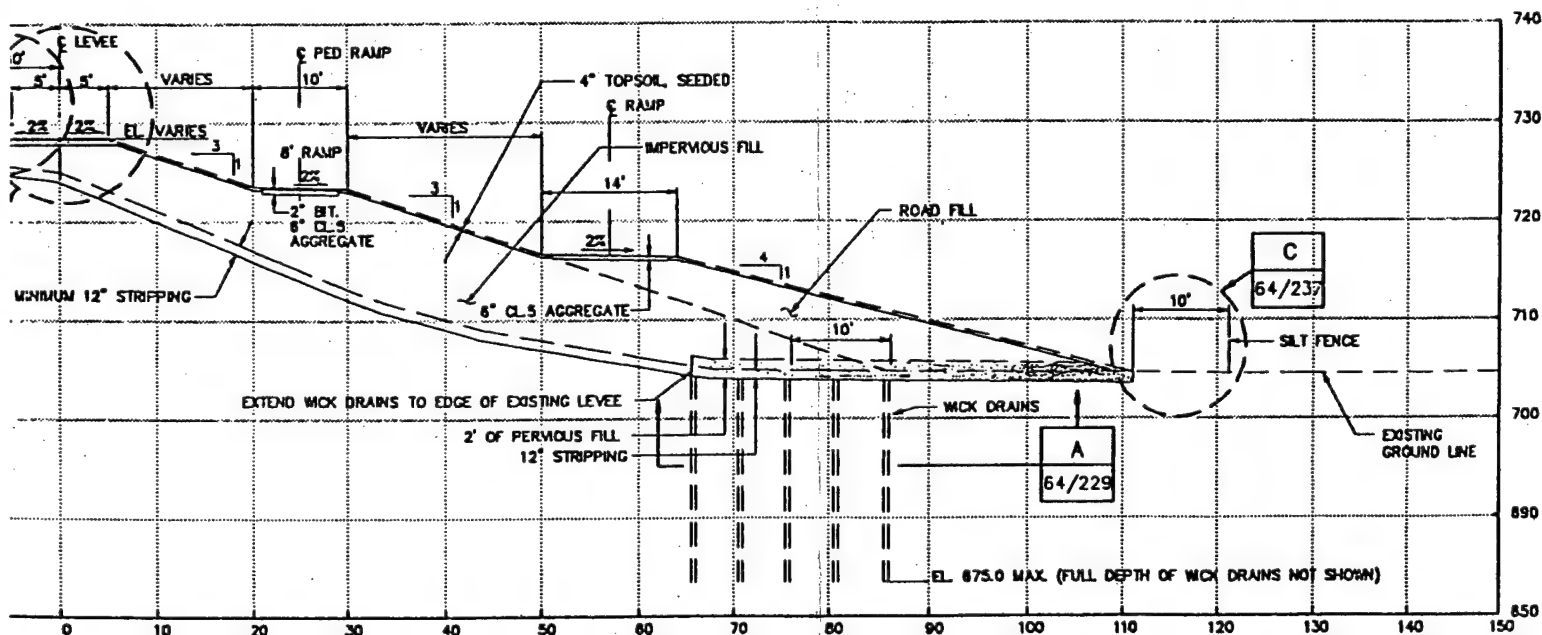 740
℄ LEVEE
0'
℄ PED RAMP
5'
5'
VARIES
10'
4" TOPSOIL, SEEDED
℄ RAMP
2%
2%
EL. VARIES
VARIES
730
3
1
8' RAMP
2%
IMPERVIOUS FILL
3
1
14'
2" BIT.
6" CL.5
AGGREGATE
ROAD FILL
720
2%
4
1
C
64/237
MINIMUM 12" STRIPPING
6" CL.5 AGGREGATE
10'
10'
710
SILT FENCE
EXTEND WICK DRAINS TO EDGE OF EXISTING LEVEE
WICK DRAINS
700
2' OF PERVIOUS FILL
12" STRIPPING
A
64/229
EXISTING
GROUND LINE
690
EL. 675.0 MAX. (FULL DEPTH OF WICK DRAINS NOT SHOWN)
650
0 10 20 30 40 50 60 70 80 90 100 110 120 130 140 150